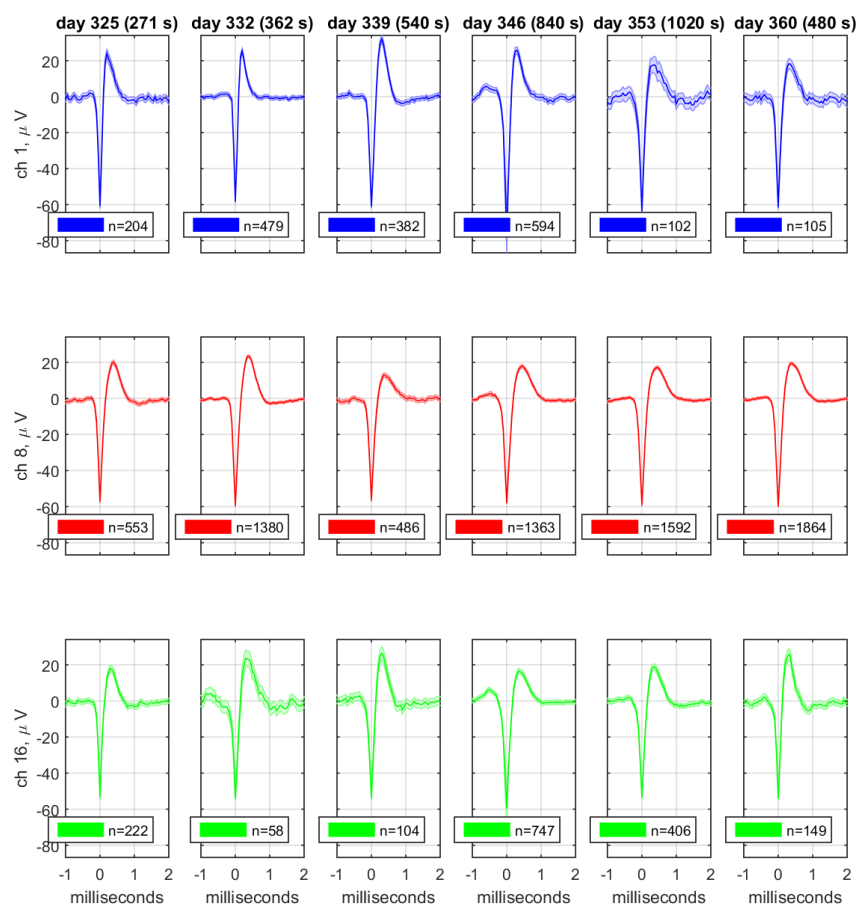 day 325 (271 s) day 332 (362 s) day 339 (540 s) day 346 (840 s) day 353 (1020 s) day 360 (480 s)
ch 1, μ V
20
0
-20
-40
-60
-80
n=204 n=479 n=382 n=594 n=102 n=105
ch 8, μ V
20
0
-20
-40
-60
-80
n=553 n=1380 n=486 n=1363 n=1592 n=1864
ch 16, μ V
20
0
-20
-40
-60
-80
n=222 n=58 n=104 n=747 n=406 n=149
-1 0 1 2 -1 0 1 2 -1 0 1 2 -1 0 1 2 -1 0 1 2 -1 0 1 2
milliseconds milliseconds milliseconds milliseconds milliseconds milliseconds